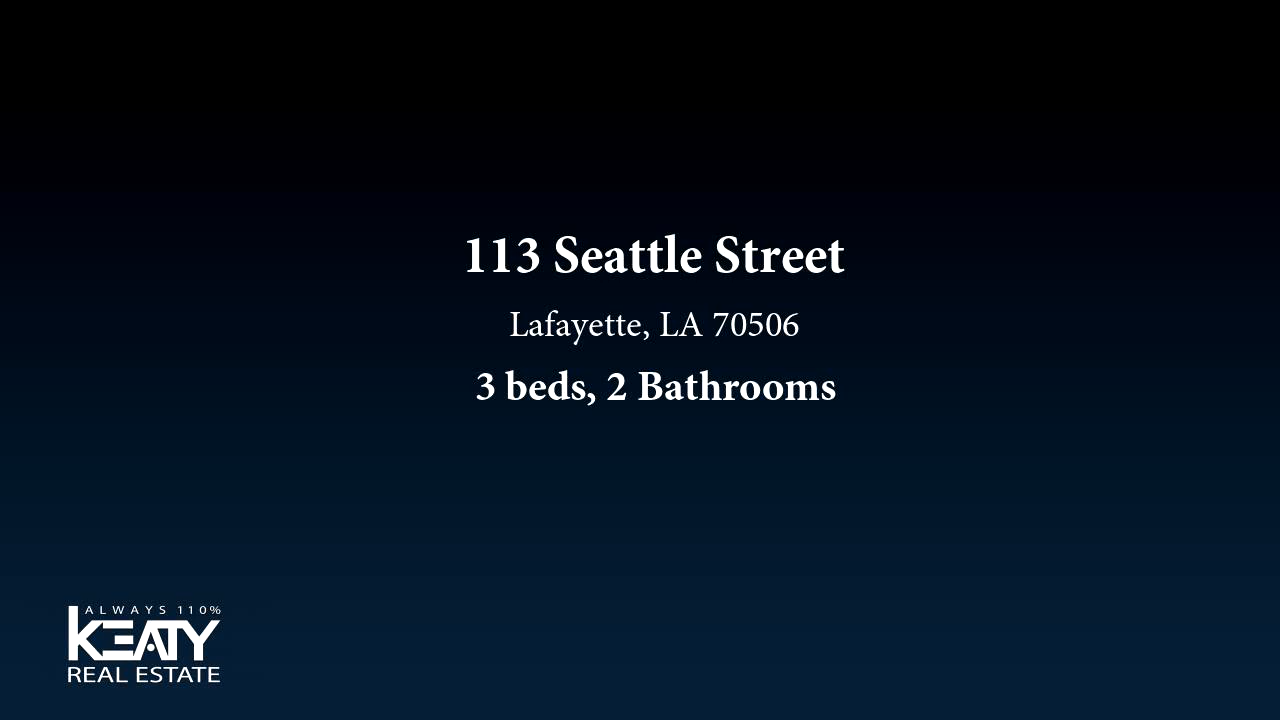 113 Seattle Street
Lafayette, LA 70506
3 beds, 2 Bathrooms
ALWAYS 110%
KEATY
REAL ESTATE